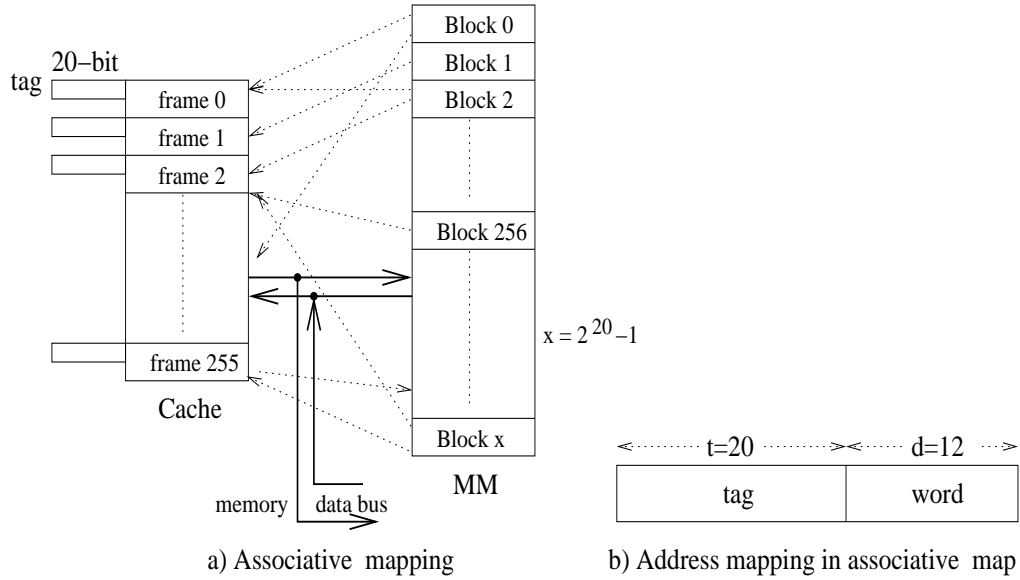 20-bit
tag
frame 0
frame 1
frame 2
frame 255
Cache
Block 0
Block 1
Block 2
Block 256
Block x
MM
x = 2^20 -1
memory
data bus
a) Associative mapping
t=20
d=12
tag
word
b) Address mapping in associative map